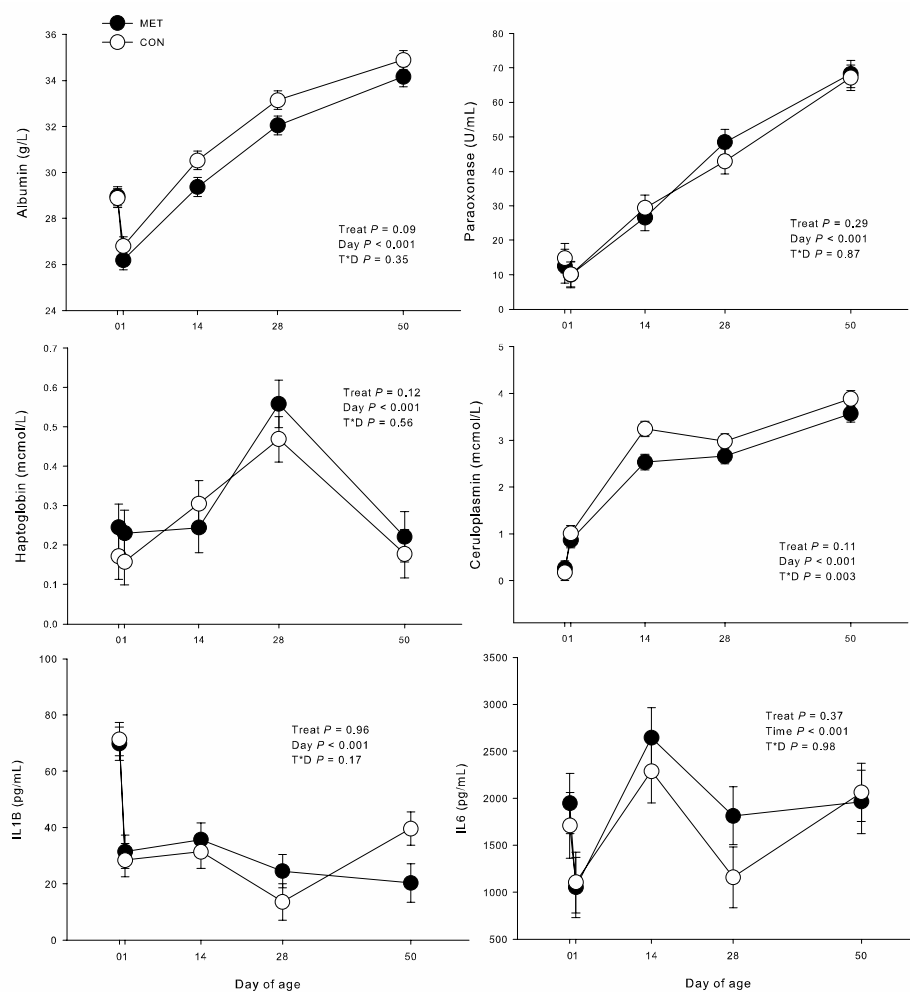 MET
CON
Albumin (g/L)
36
34
32
30
28
26
24
Treat P = 0.09
Day P < 0.001
T*D P = 0.35
01
14
28
50
Paraoxonase (U/mL)
80
70
60
50
40
30
20
10
0
Treat P = 0.29
Day P < 0.001
T*D P = 0.87
01
14
28
50
Haptoglobin (mcmol/L)
0.7
0.6
0.5
0.4
0.3
0.2
0.1
0.0
Treat P = 0.12
Day P < 0.001
T*D P = 0.56
01
14
28
50
Ceruloplasmin (mcmol/L)
5
4
3
2
1
0
Treat P = 0.11
Day P < 0.001
T*D P = 0.003
01
14
28
50
IL1B (pg/mL)
100
80
60
40
20
0
Treat P = 0.96
Day P < 0.001
T*D P = 0.17
01
14
28
50
Day of age
IL6 (pg/mL)
3500
3000
2500
2000
1500
1000
500
Treat P = 0.37
Time P < 0.001
T*D P = 0.98
01
14
28
50
Day of age